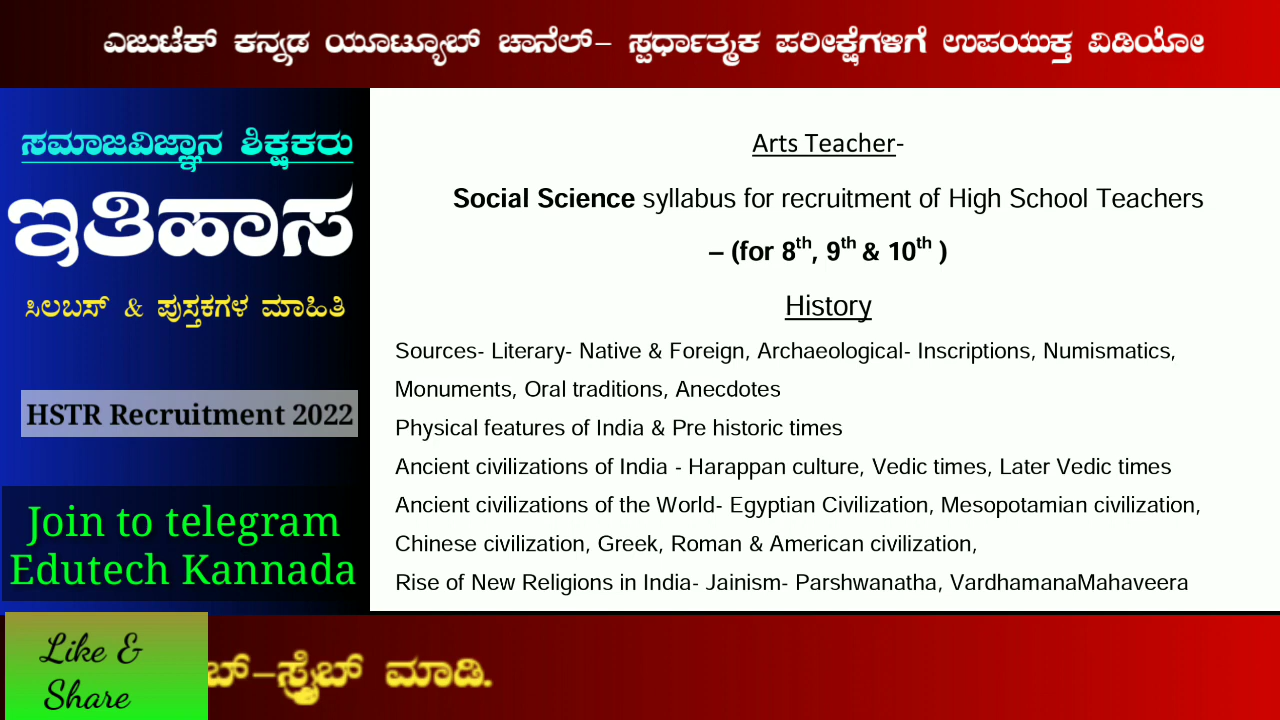 ಎಜುಟೆಕ್ ಕನ್ನಡ ಯೂಟ್ಯೂಬ್ ಚಾನೆಲ್– ಸ್ಪರ್ಧಾತ್ಮಕ ಪರೀಕ್ಷೆಗಳಿಗೆ ಉಪಯುಕ್ತ ವಿಡಿಯೋ
ಸಮಾಜವಿಜ್ಞಾನ ಶಿಕ್ಷಕರು
ಇತಿಹಾಸ
ಸಿಲಬಸ್ & ಪುಸ್ತಕಗಳ ಮಾಹಿತಿ
HSTR Recruitment 2022
Join to telegram
Edutech Kannada
Arts Teacher-
Social Science syllabus for recruitment of High School Teachers
– (for 8th, 9th & 10th )
History
Sources- Literary- Native & Foreign, Archaeological- Inscriptions, Numismatics,
Monuments, Oral traditions, Anecdotes
Physical features of India & Pre historic times
Ancient civilizations of India - Harappan culture, Vedic times, Later Vedic times
Ancient civilizations of the World- Egyptian Civilization, Mesopotamian civilization,
Chinese civilization, Greek, Roman & American civilization,
Rise of New Religions in India- Jainism- Parshwanatha, VardhamanaMahaveera
Like &
Share
ಬ್–ಸ್ಕ್ರೈಬ್ ಮಾಡಿ.